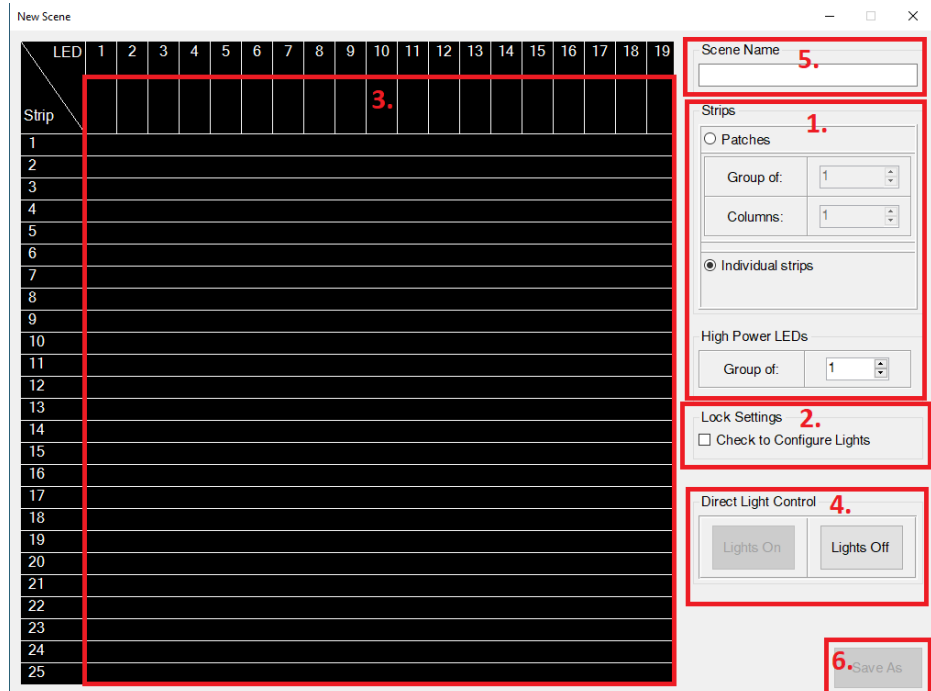 New Scene
LED 1 2 3 4 5 6 7 8 9 10 11 12 13 14 15 16 17 18 19
3.
Strip
1
2
3
4
5
6
7
8
9
10
11
12
13
14
15
16
17
18
19
20
21
22
23
24
25
Scene Name
5.
Strips
1.
Patches
Group of: 1
Columns: 1
Individual strips
High Power LEDs
Group of: 1
Lock Settings
2.
Check to Configure Lights
Direct Light Control
4.
Lights On Lights Off
6. Save As